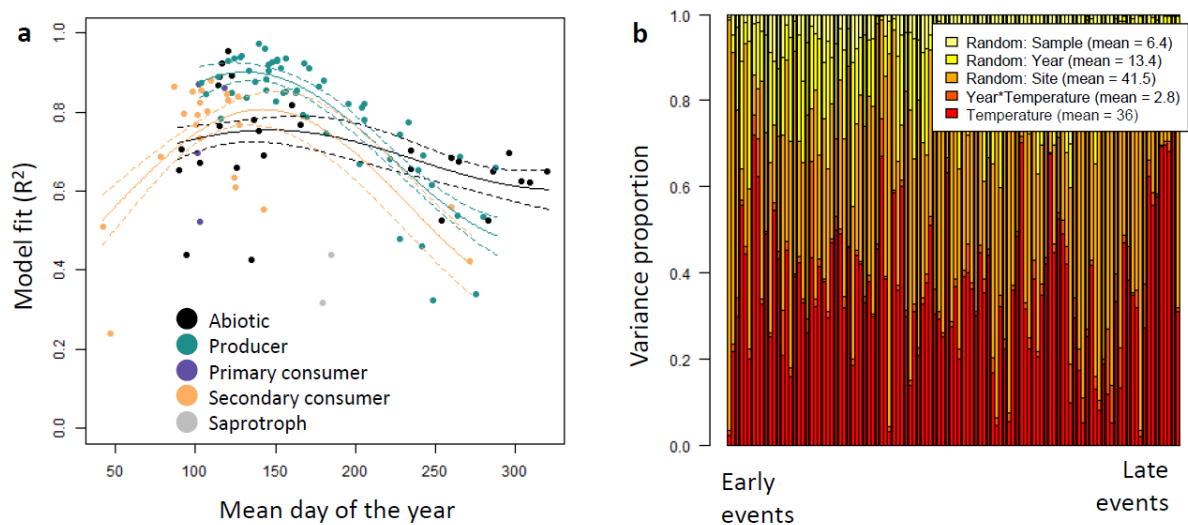 a
1.0
0.8
0.6
0.4
0.2
0.0
Model fit (R²)
Abiotic
Producer
Primary consumer
Secondary consumer
Saprotroph
50 100 150 200 250 300
Mean day of the year
b
1.0
0.8
0.6
0.4
0.2
0.0
Variance proportion
Random: Sample (mean = 6.4)
Random: Year (mean = 13.4)
Random: Site (mean = 41.5)
Year*Temperature (mean = 2.8)
Temperature (mean = 36)
Early
events
Late
events